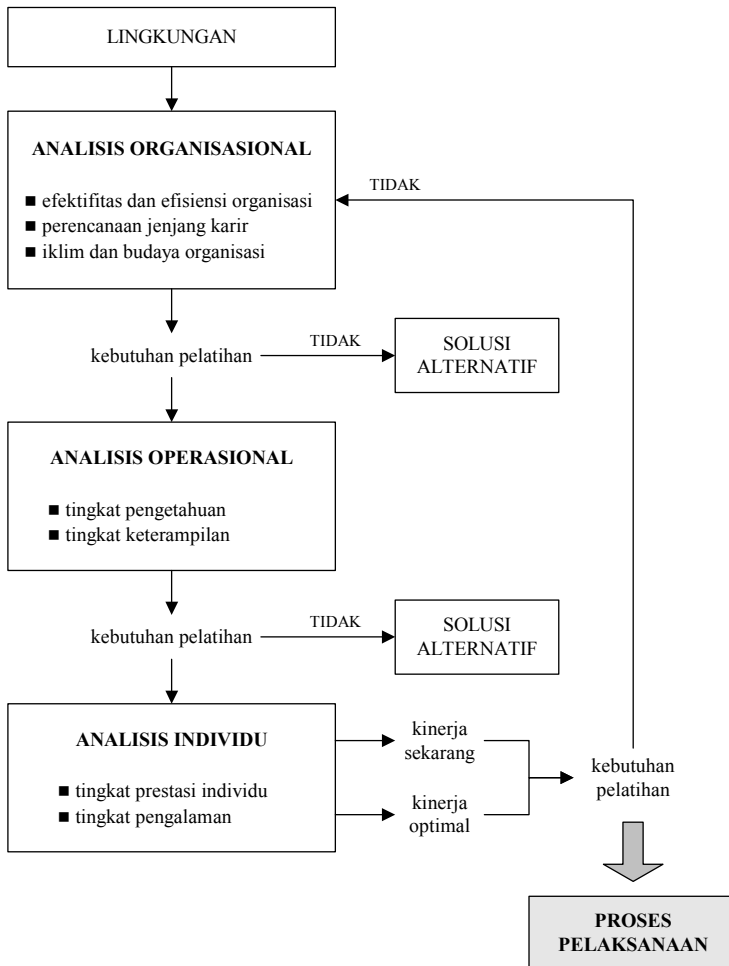 LINGKUNGAN
ANALISIS ORGANISASIONAL
■ efektifitas dan efisiensi organisasi
■ perencanaan jenjang karir
■ iklim dan budaya organisasi
TIDAK
kebutuhan pelatihan
TIDAK
SOLUSI
ALTERNATIF
ANALISIS OPERASIONAL
■ tingkat pengetahuan
■ tingkat keterampilan
kebutuhan pelatihan
TIDAK
SOLUSI
ALTERNATIF
ANALISIS INDIVIDU
■ tingkat prestasi individu
■ tingkat pengalaman
kinerja
sekarang
kinerja
optimal
kebutuhan
pelatihan
PROSES
PELAKSANAAN